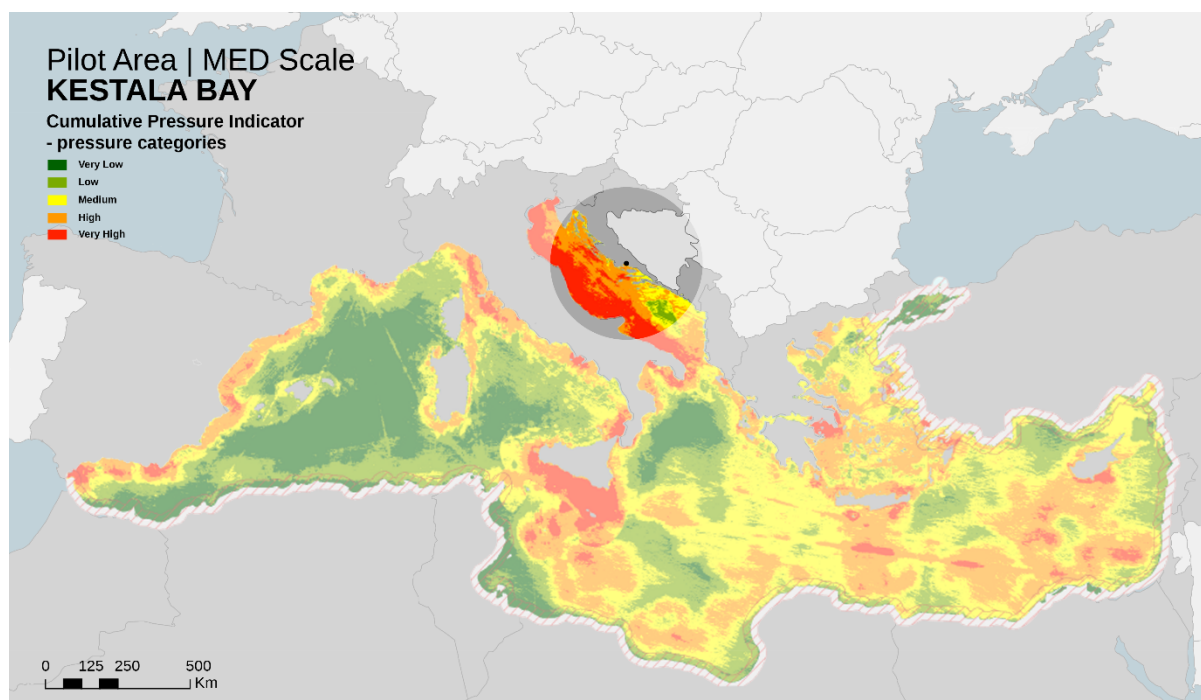 Pilot Area | MED Scale
KESTALA BAY
Cumulative Pressure Indicator
- pressure categories
Very Low
Low
Medium
High
Very High
0 125 250 500
Km